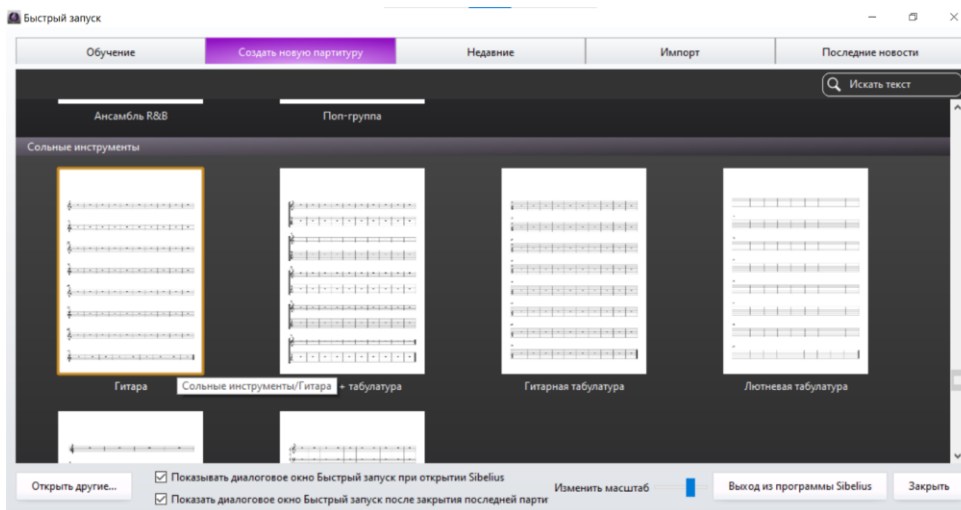 Быстрый запуск
Обучение
Создать новую партитуру
Недавние
Импорт
Последние новости
Искать текст
Ансамбль R&B
Поп-группа
Сольные инструменты
Гитара
Сольные инструменты/Гитара
+ табулатура
Гитарная табулатура
Лютневая табулатура
Открыть другие...
Показывать диалоговое окно Быстрый запуск при открытии Sibelius
Показать диалоговое окно Быстрый запуск после закрытия последней парти
Изменить масштаб
Выход из программы Sibelius
Закрыть